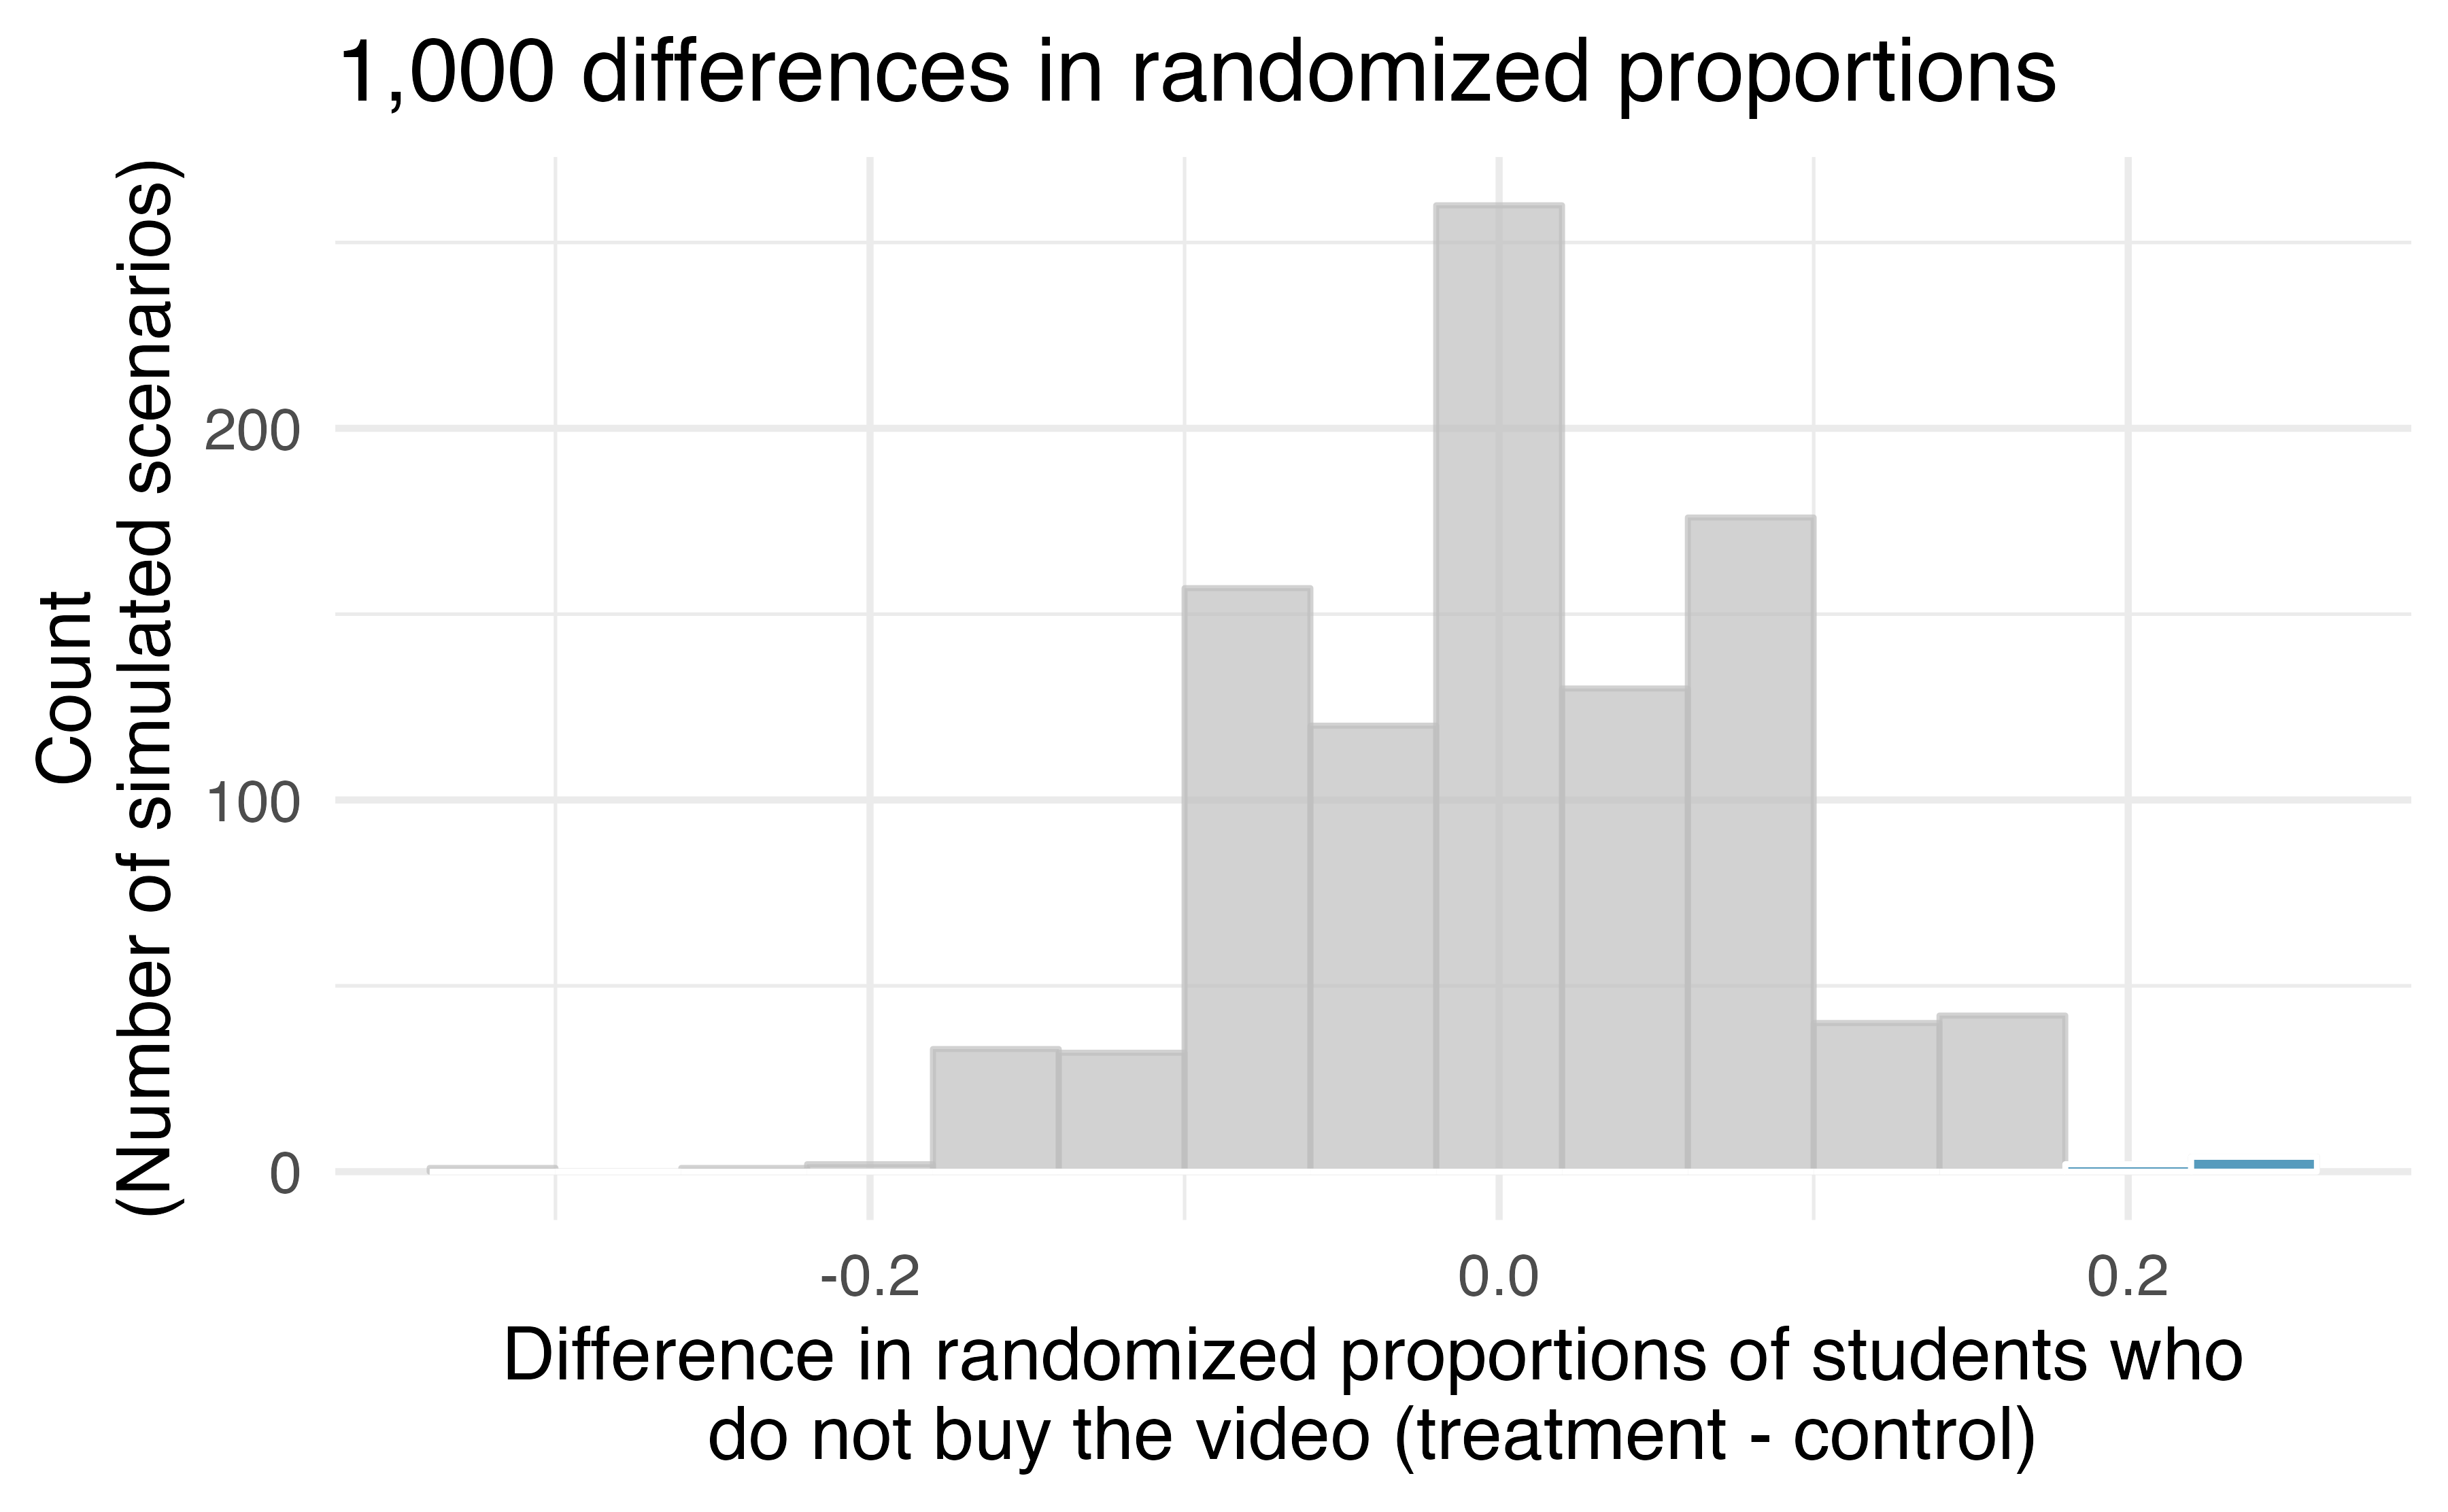 1,000 differences in randomized proportions
Count
(Number of simulated scenarios)
200
100
0
-0.2
0.0
0.2
Difference in randomized proportions of students who
do not buy the video (treatment - control)